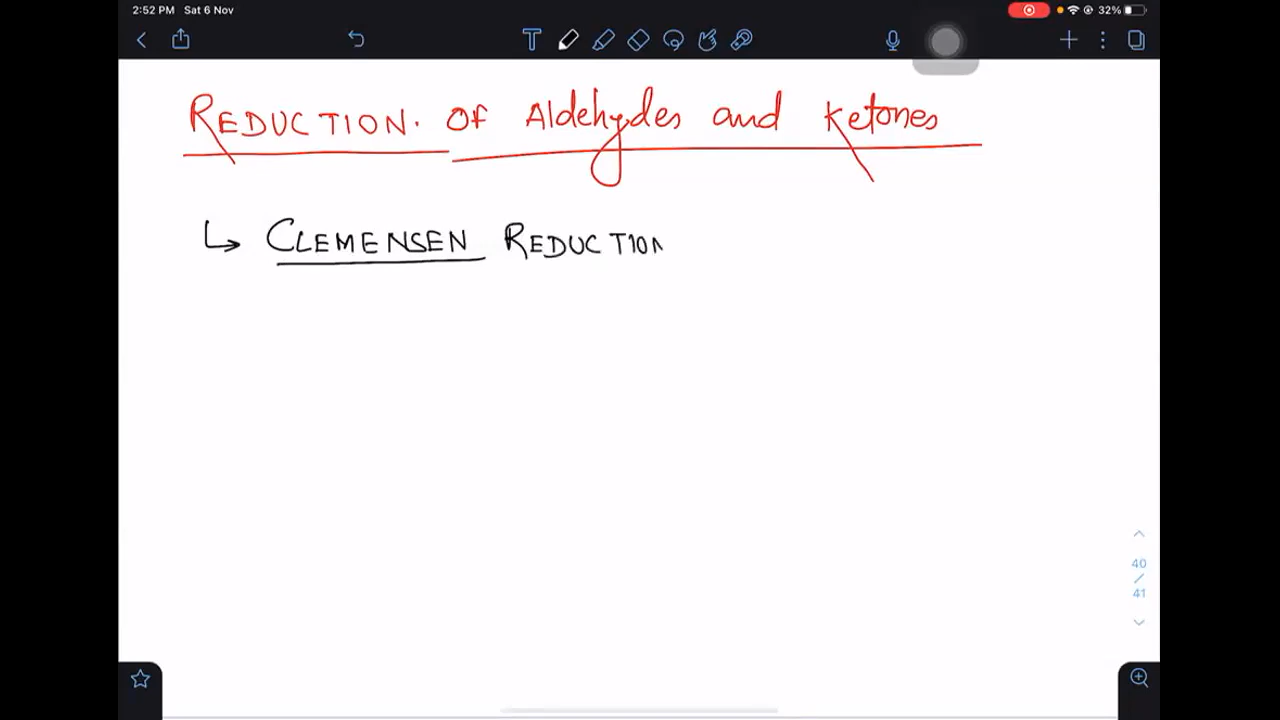 2:52 PM Sat 6 Nov
32%
REDUCTION. Of Aldehydes and Ketones
↳ CLEMENSEN REDUCTION
40
/
41